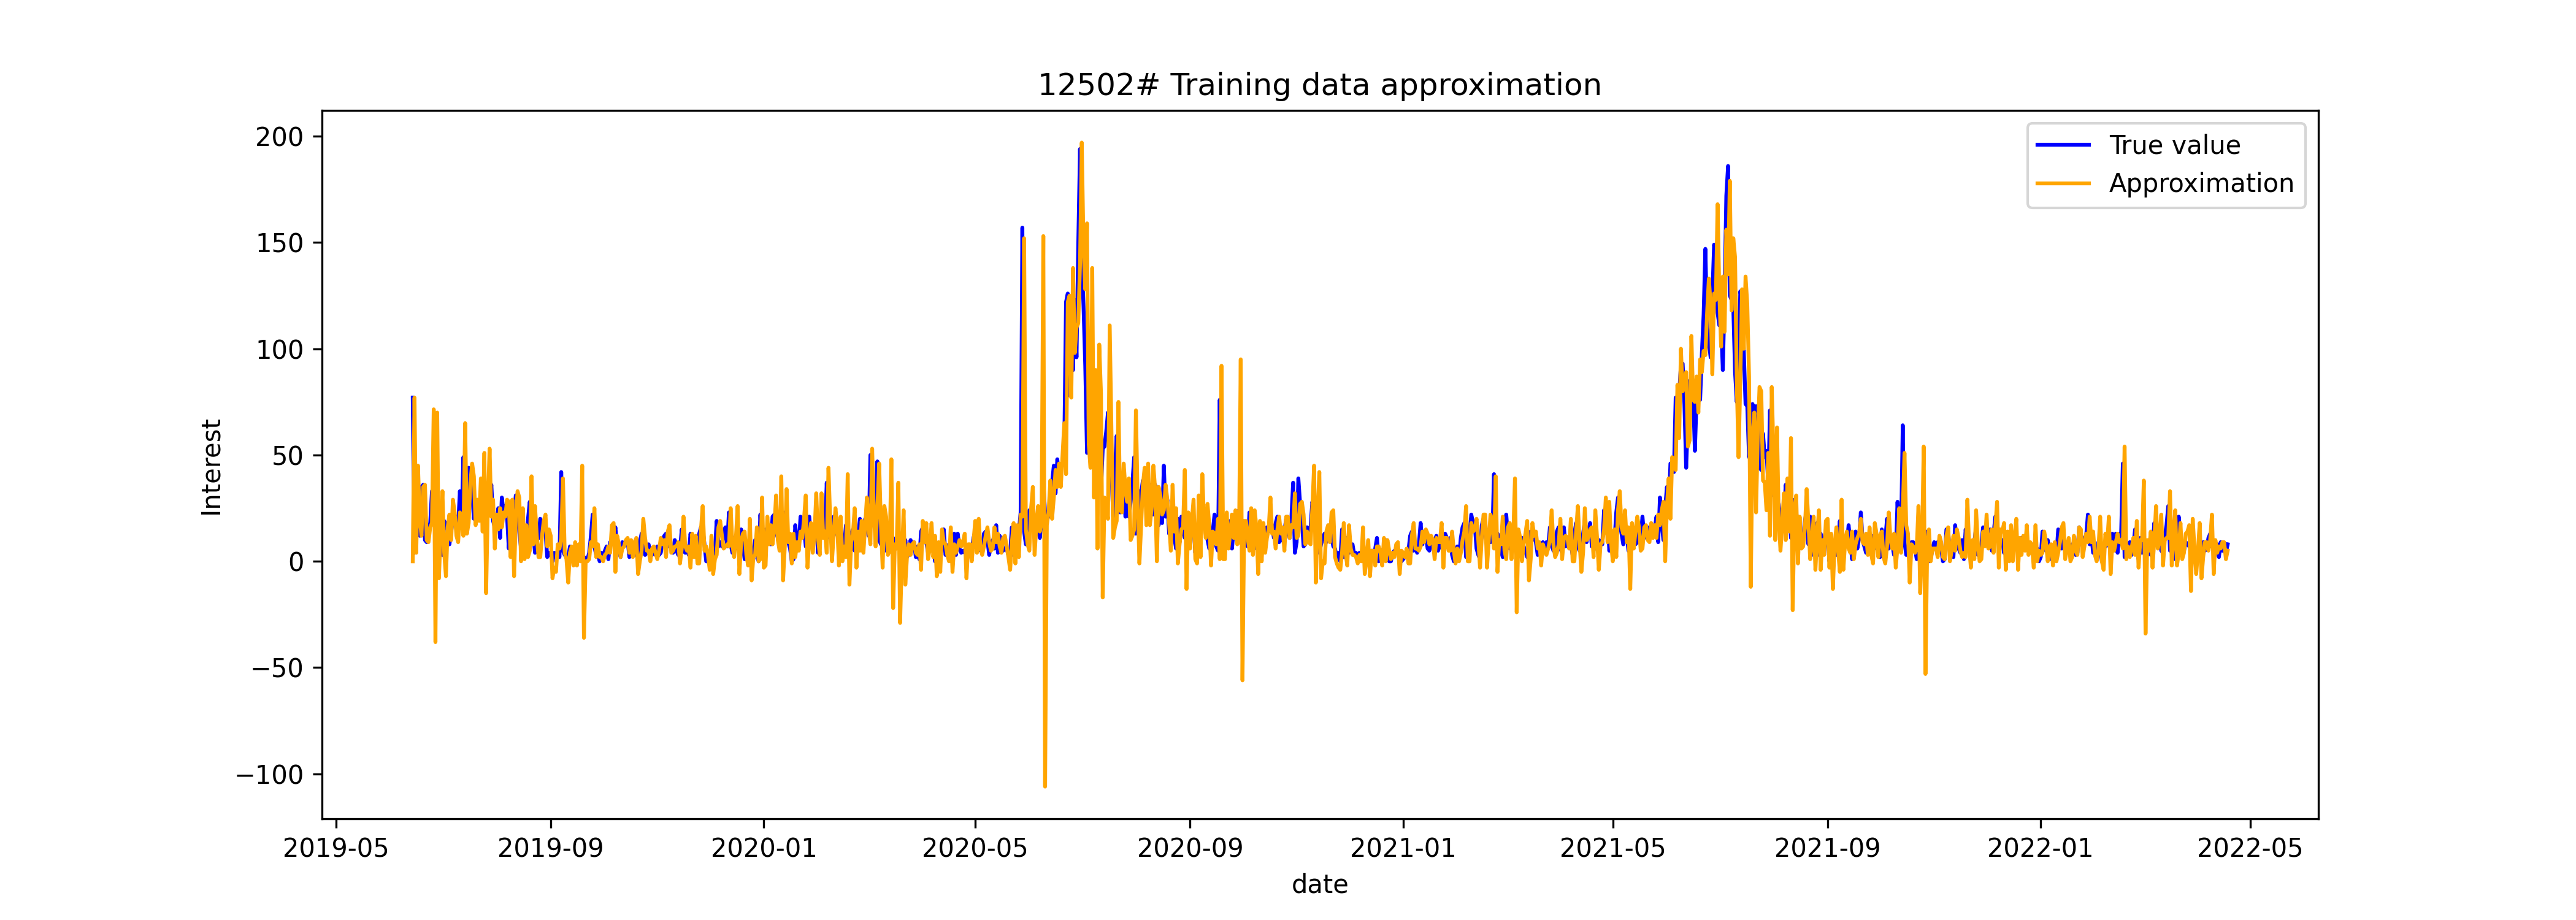 12502# Training data approximation
True value
Approximation
Interest
200
150
100
50
0
−50
−100
2019-05 2019-09 2020-01 2020-05 2020-09 2021-01 2021-05 2021-09 2022-01 2022-05
date